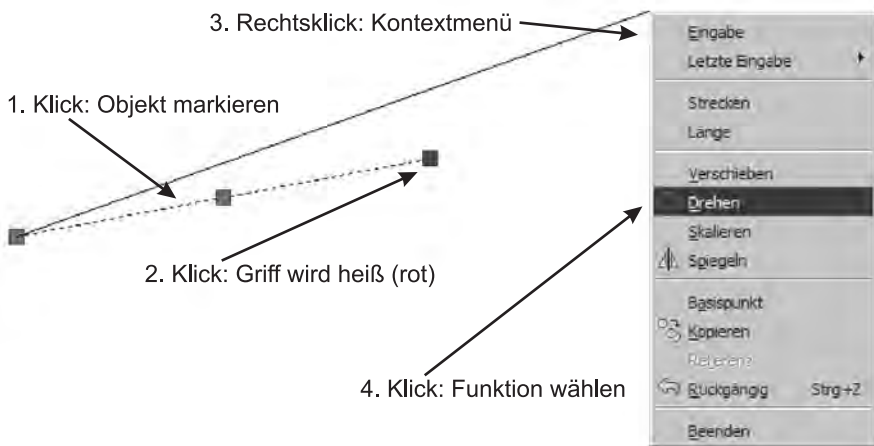 3. Rechtsklick: Kontextmenü
1. Klick: Objekt markieren
2. Klick: Griff wird heiß (rot)
4. Klick: Funktion wählen
Eingabe
Letzte Eingabe
Strecken
Länge
Verschieben
Drehen
Skalieren
Spiegeln
Basispunkt
Kopieren
Referenz
Rückgängig Strg+Z
Beenden